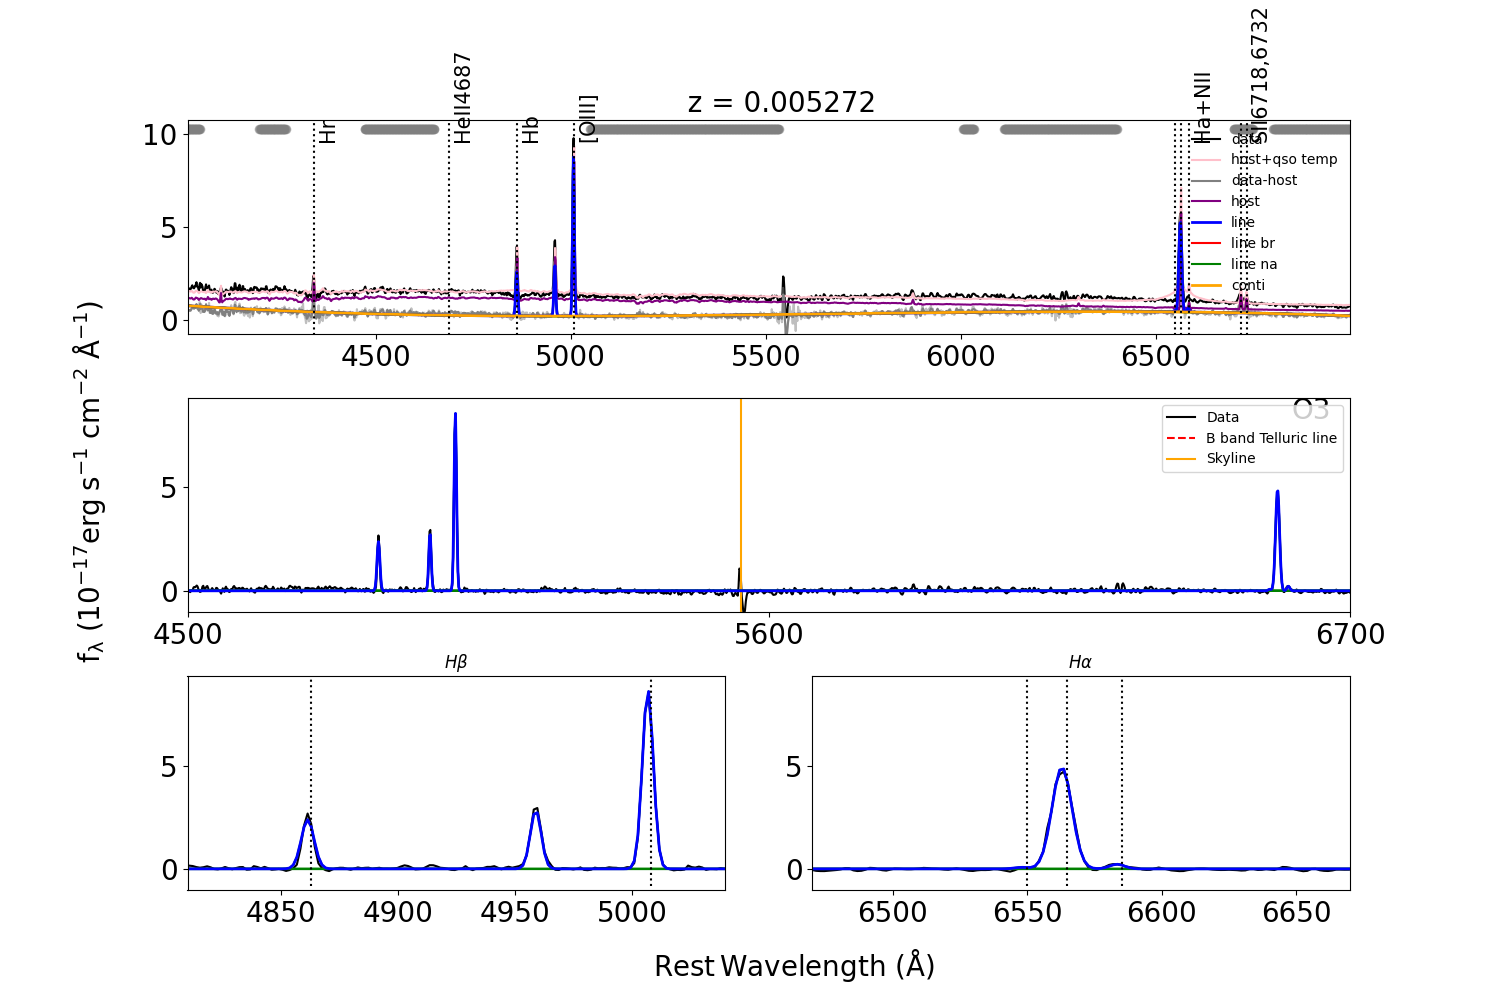 z = 0.005272
Hr
HeII4687
Hb
[OIII]
Ha+NII
SII6718,6732
data
host+qso temp
data-host
host
line
line br
line na
conti
10
5
0
4500 5000 5500 6000 6500
O3
Data
B band Telluric line
Skyline
5
0
4500 5600 6700
f_λ (10^{−17} erg s^{−1} cm^{−2} Å^{−1})
Hβ
5
0
4850 4900 4950 5000
Hα
5
0
6500 6550 6600 6650
Rest Wavelength (Å)